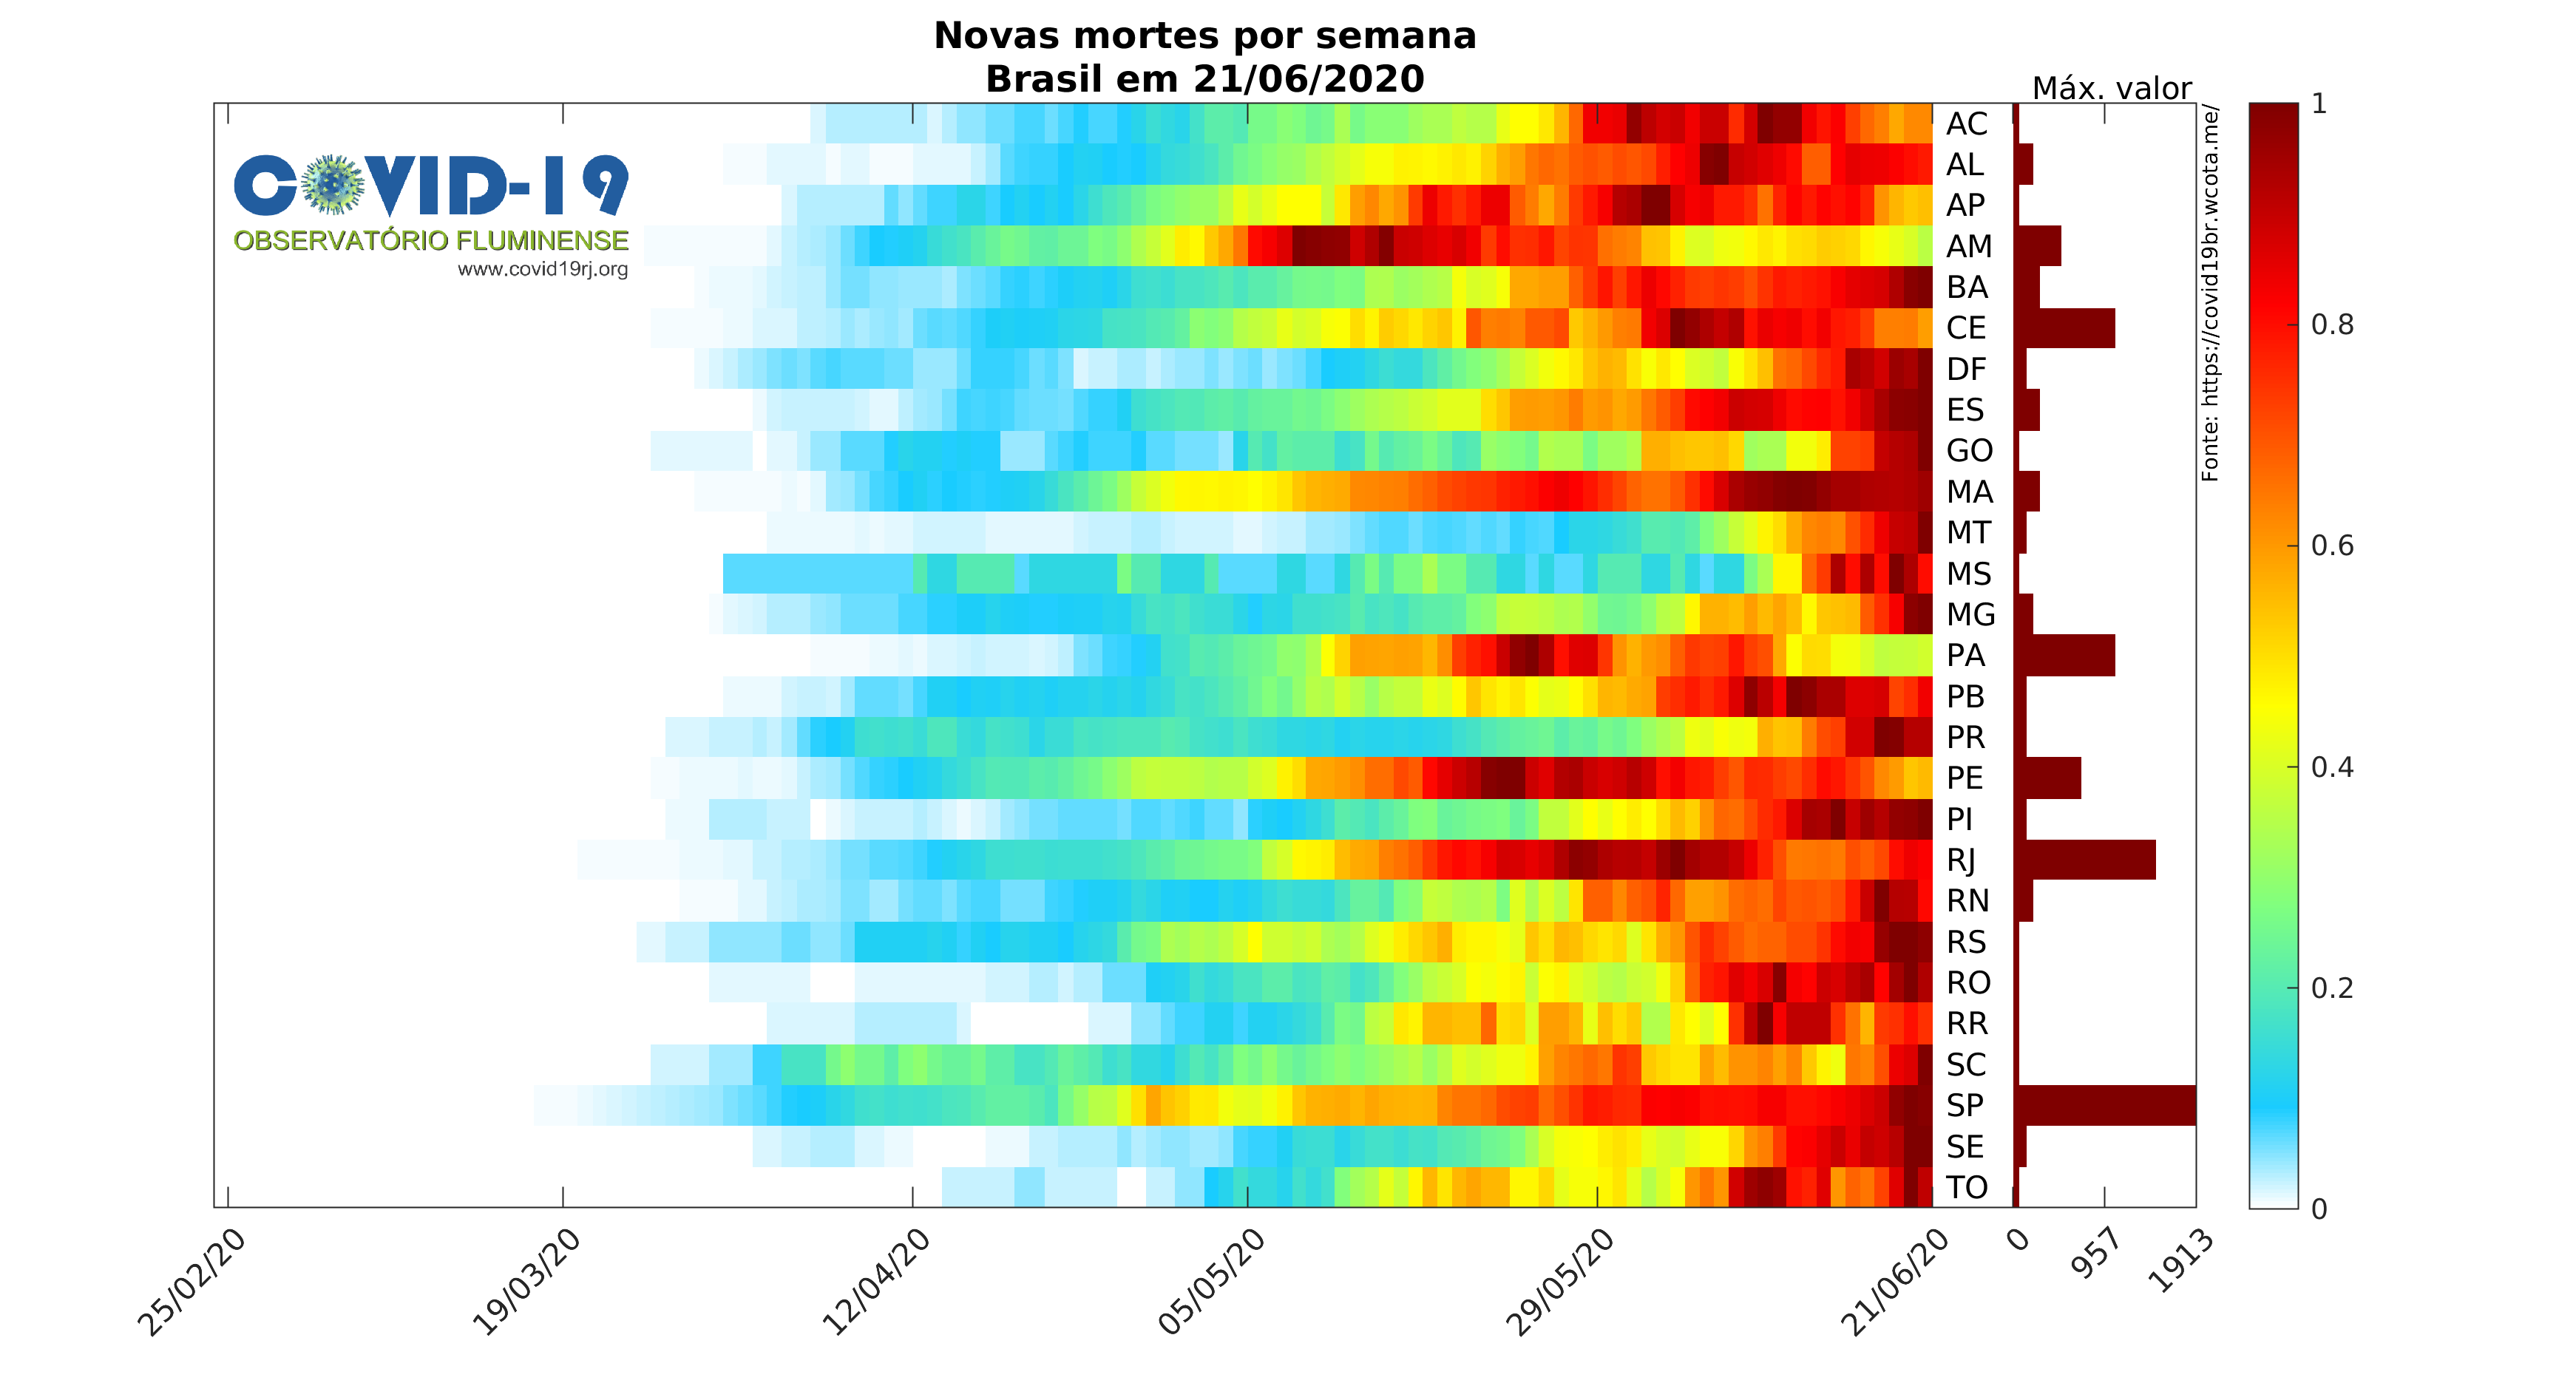 Novas mortes por semana
Brasil em 21/06/2020
Máx. valor
COVID-19
OBSERVATÓRIO FLUMINENSE
www.covid19rj.org
AC
AL
AP
AM
BA
CE
DF
ES
GO
MA
MT
MS
MG
PA
PB
PR
PE
PI
RJ
RN
RS
RO
RR
SC
SP
SE
TO
Fonte: https://covid19br.wcota.me/
1
0.8
0.6
0.4
0.2
0
25/02/20
19/03/20
12/04/20
05/05/20
29/05/20
21/06/20
0
957
1913